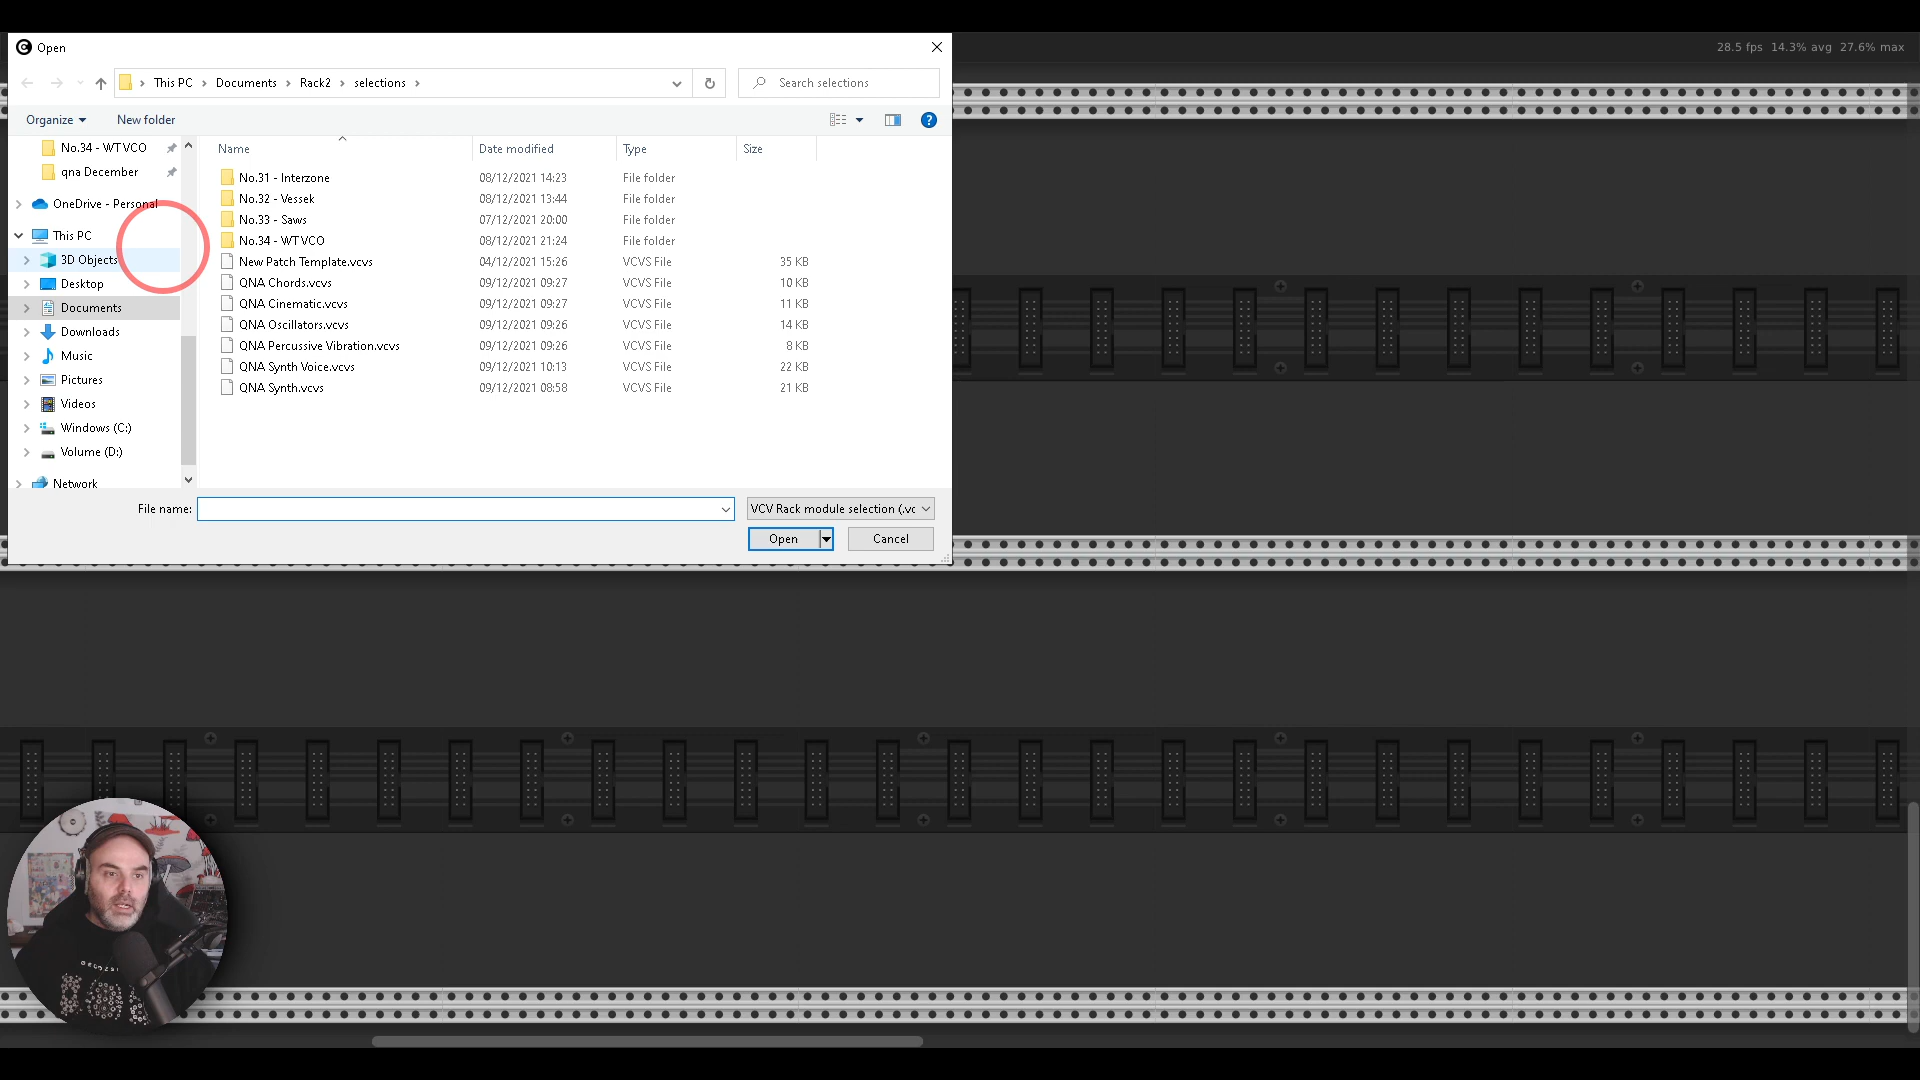 Open
28.5 fps 14.3% avg 27.6% max
This PC Documents Rack2 selections
Search selections
Organize New folder
Name Date modified Type Size
No.34 - WTVCO
qna December
OneDrive - Personal
This PC
3D Objects
Desktop
Documents
Downloads
Music
Pictures
Videos
Windows (C:)
Volume (D:)
Network
No.31 - Interzone 08/12/2021 14:23 File folder
No.32 - Vessek 08/12/2021 13:44 File folder
No.33 - Saws 07/12/2021 20:00 File folder
No.34 - WTVCO 08/12/2021 21:24 File folder
New Patch Template.vcvs 04/12/2021 15:26 VCVS File 35 KB
QNA Chords.vcvs 09/12/2021 09:27 VCVS File 10 KB
QNA Cinematic.vcvs 09/12/2021 09:27 VCVS File 11 KB
QNA Oscillators.vcvs 09/12/2021 09:26 VCVS File 14 KB
QNA Percussive Vibration.vcvs 09/12/2021 09:26 VCVS File 8 KB
QNA Synth Voice.vcvs 09/12/2021 10:13 VCVS File 22 KB
QNA Synth.vcvs 09/12/2021 08:58 VCVS File 21 KB
File name: VCV Rack module selection (.vc
Open Cancel